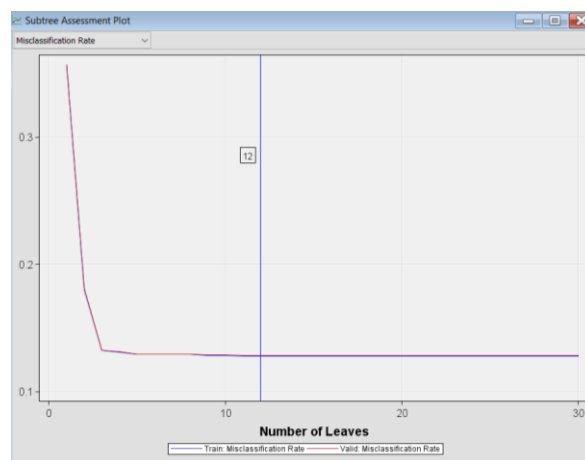 Subtree Assessment Plot
Misclassification Rate
0.3
0.2
0.1
12
0
10
20
30
Number of Leaves
Train: Misclassification Rate
Valid: Misclassification Rate